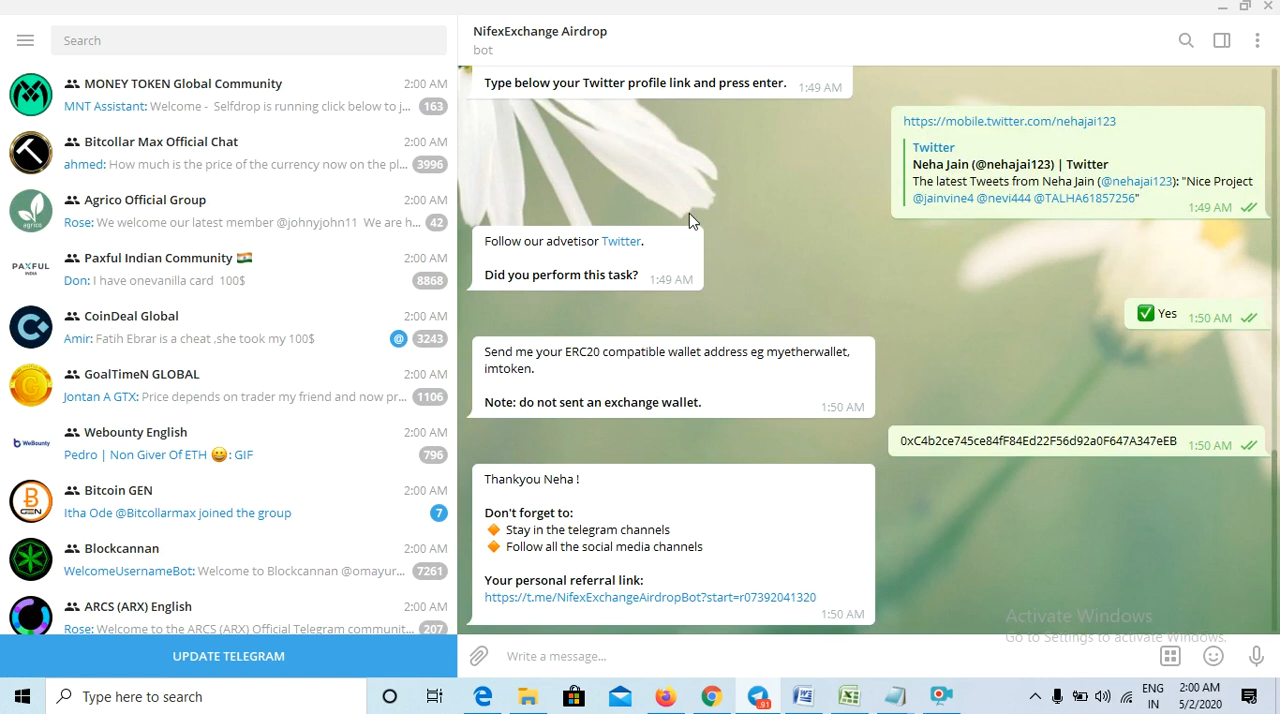 Search
MONEY TOKEN Global Community 2:00 AM
MNT Assistant: Welcome - Selfdrop is running click below to j... 163
Bitcollar Max Official Chat 2:00 AM
ahmed: How much is the price of the currency now on the pl... 3996
Agrico Official Group 2:00 AM
agrico
Rose: We welcome our latest member @johnyjohn11 We are h... 42
Paxful Indian Community 🇮🇳 2:00 AM
PAXFUL
INDIA
Don: I have onevanilla card 100$ 8868
CoinDeal Global 2:00 AM
Amir: Fatih Ebrar is a cheat ,she took my 100$ @ 3243
GoalTimeN GLOBAL 2:00 AM
Jontan A GTX: Price depends on trader my friend and now pr... 1106
Webounty English 2:00 AM
WeBounty
Pedro | Non Giver Of ETH 😀: GIF 796
Bitcoin GEN 2:00 AM
GEN
Itha Ode @Bitcollarmax joined the group 7
Blockcannan 2:00 AM
WelcomeUsernameBot: Welcome to Blockcannan @omayur... 7261
ARCS (ARX) English 2:00 AM
Rose: Welcome to the ARCS (ARX) Official Telegram communit... 207
UPDATE TELEGRAM
NifexExchange Airdrop
bot
Type below your Twitter profile link and press enter. 1:49 AM
https://mobile.twitter.com/nehajai123
Twitter
Neha Jain (@nehajai123) | Twitter
The latest Tweets from Neha Jain (@nehajai123): "Nice Project
@jainvine4 @nevi444 @TALHA61857256"
1:49 AM
Follow our advetisor Twitter.
Did you perform this task? 1:49 AM
✅ Yes 1:50 AM
Send me your ERC20 compatible wallet address eg myetherwallet,
imtoken.
Note: do not sent an exchange wallet. 1:50 AM
0xC4b2ce745ce84fF84Ed22F56d92a0F647A347eEB 1:50 AM
Thankyou Neha !
Don't forget to:
🔸 Stay in the telegram channels
🔸 Follow all the social media channels
Your personal referral link:
https://t.me/NifexExchangeAirdropBot?start=r07392041320
1:50 AM
Activate Windows
Go to Settings to activate Windows.
Write a message...
Type here to search
.91
ENG
IN
2:00 AM
5/2/2020